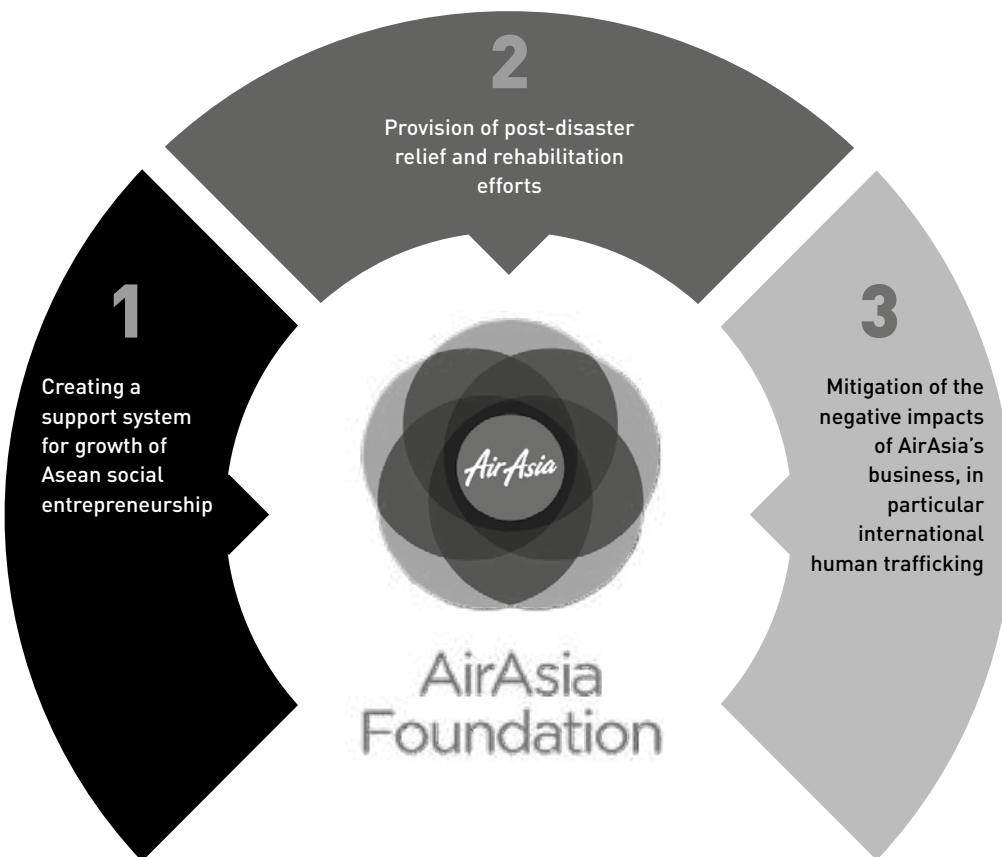 2
Provision of post-disaster
relief and rehabilitation
efforts
1
Creating a
support system
for growth of
Asean social
entrepreneurship
3
Mitigation of the
negative impacts
of AirAsia’s
business, in
particular
international
human trafficking
AirAsia
AirAsia
Foundation